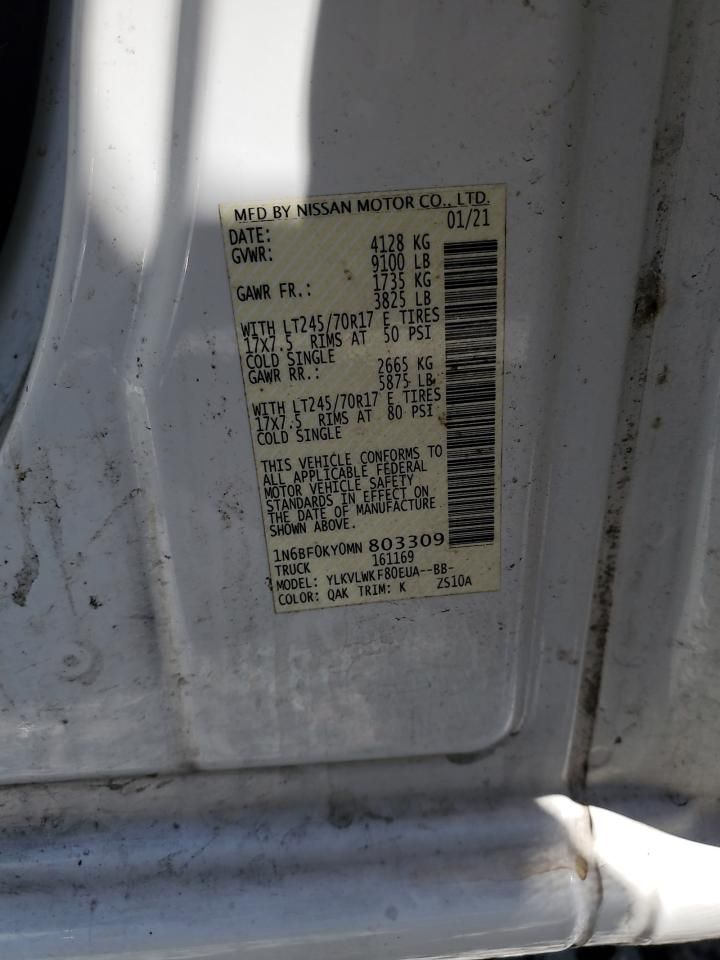 MFD BY NISSAN MOTOR CO., LTD.
DATE: 01/21
GVWR: 4128 KG
9100 LB
GAWR FR.: 1735 KG
3825 LB
WITH LT245/70R17 E TIRES
17X7.5 RIMS AT 50 PSI
COLD SINGLE
GAWR RR.: 2665 KG
5875 LB
WITH LT245/70R17 E TIRES
17X7.5 RIMS AT 80 PSI
COLD SINGLE
THIS VEHICLE CONFORMS TO
ALL APPLICABLE FEDERAL
MOTOR VEHICLE SAFETY
STANDARDS IN EFFECT ON
THE DATE OF MANUFACTURE
SHOWN ABOVE.
1N6BF0KY0MN 803309
TRUCK 161169
MODEL: YLKVLWKF80EUA--BB-
COLOR: QAK TRIM: K ZS10A